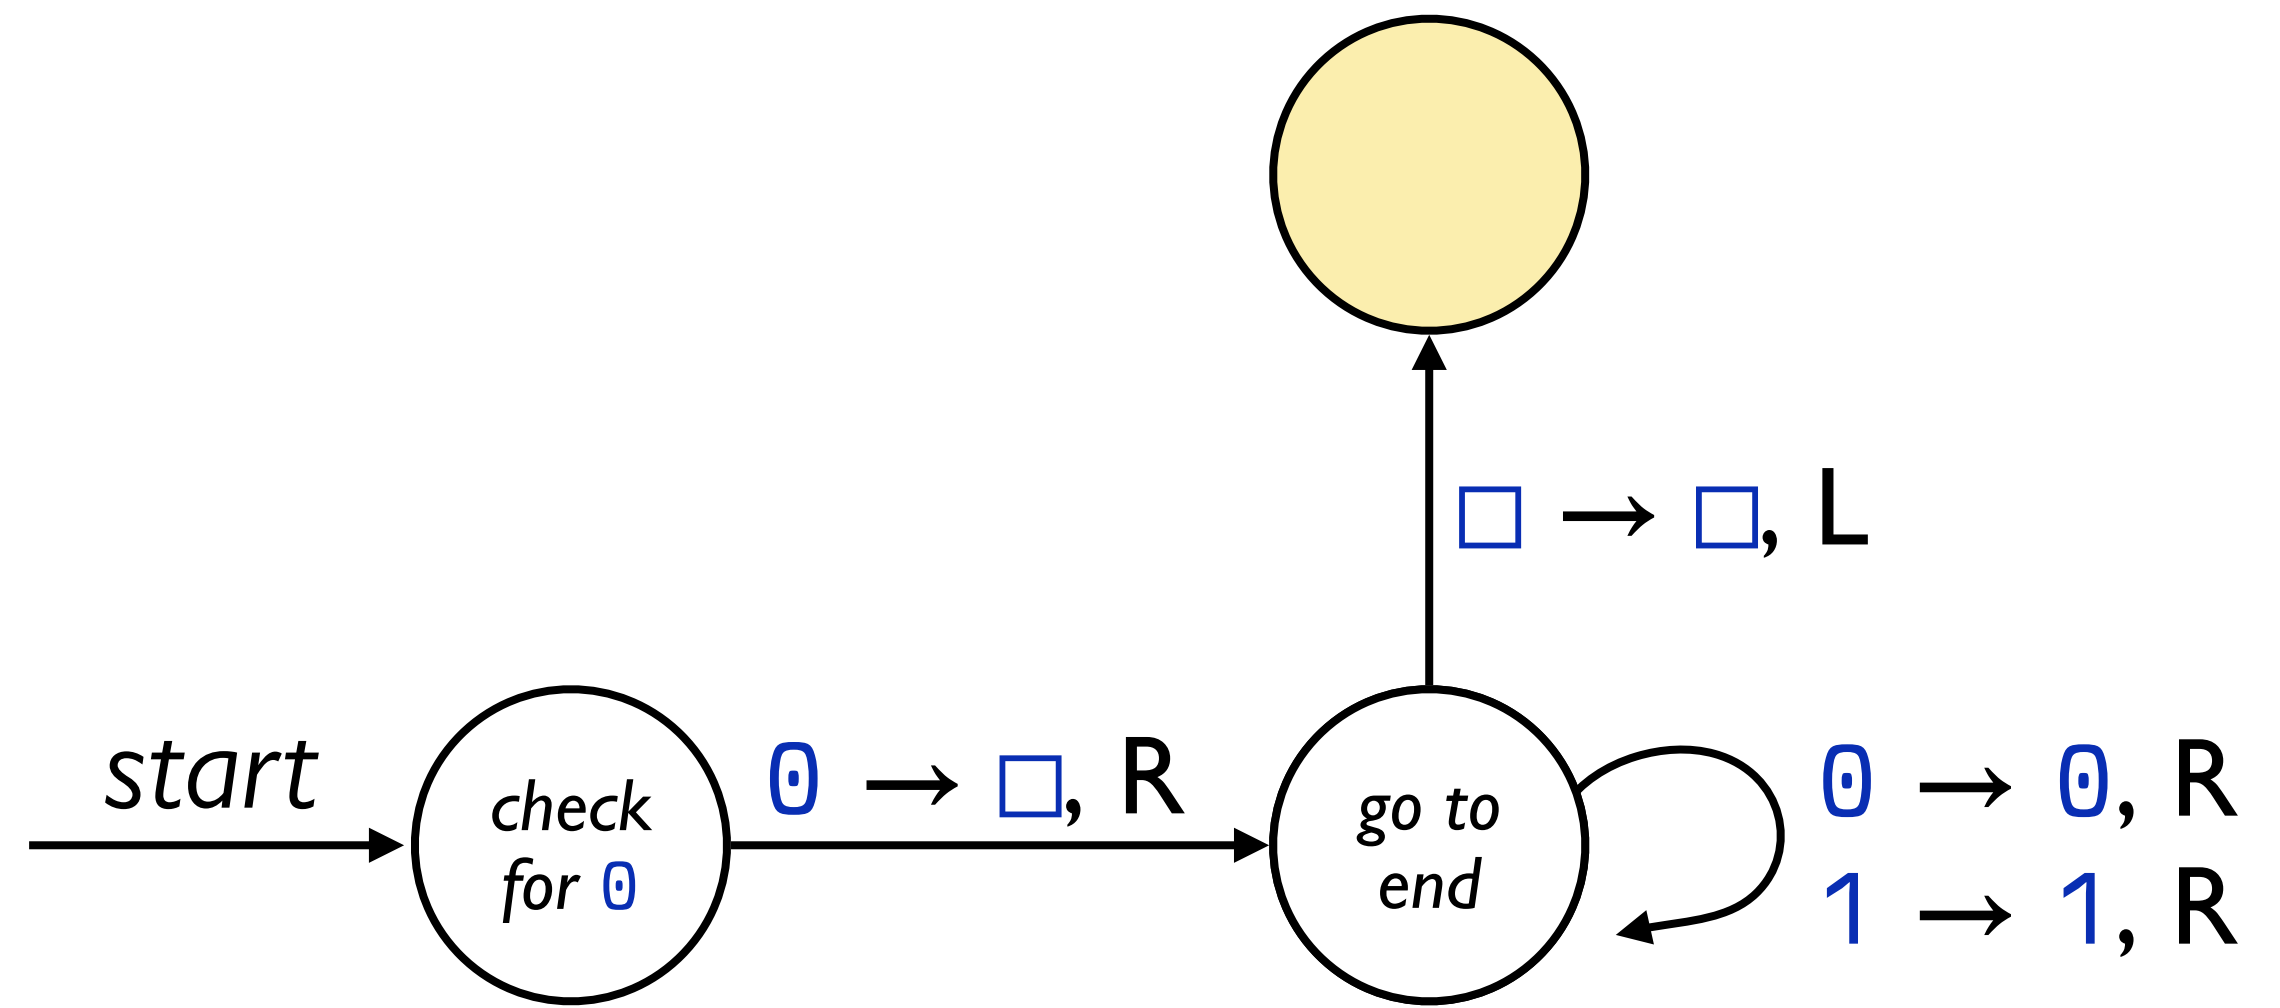 □ → □, L
start
check
for 0
0 → □, R
go to
end
0 → 0, R
1 → 1, R